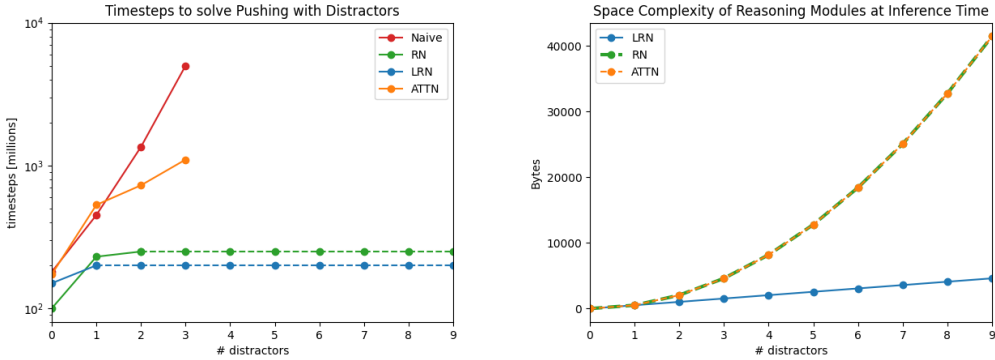 Timesteps to solve Pushing with Distractors
10^4
10^3
10^2
timesteps [millions]
Naive
RN
LRN
ATTN
0 1 2 3 4 5 6 7 8 9
# distractors
Space Complexity of Reasoning Modules at Inference Time
LRN
RN
ATTN
40000
30000
20000
10000
0
Bytes
0 1 2 3 4 5 6 7 8 9
# distractors